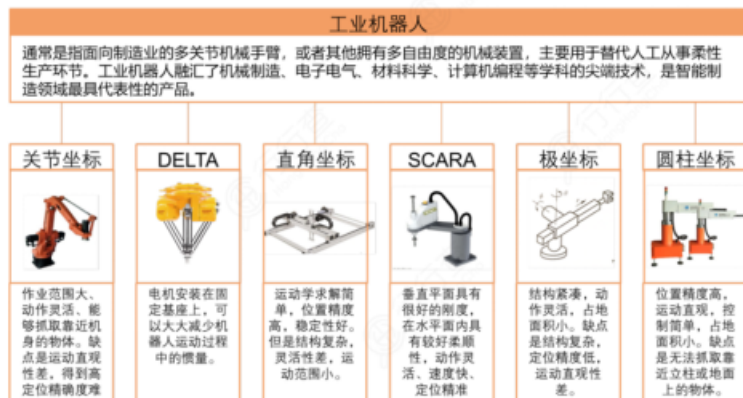 工业机器人
通常是指面向制造业的多关节机械手臂，或者其他拥有多自由度的机械装置，主要用于替代人工从事柔性
生产环节。工业机器人融汇了机械制造、电子电气、材料科学、计算机编程等学科的尖端技术，是智能制
造领域最具代表性的产品。
关节坐标
作业范围大、
动作灵活、能
够抓取靠近机
身的物体。缺
点是运动直观
性差，得到高
定位精确度难
DELTA
电机安装在固
定基座上，可
以大大减少机
器人运动过程
中的惯量。
直角坐标
运动学求解简
单，位置精度
高，稳定性好。
但是结构复杂，
灵活性差，运
动范围小。
SCARA
垂直平面具有
很好的刚度，
在水平面内具
有较好柔顺
性，动作灵
活、速度快、
定位精准
极坐标
结构紧凑，动
作灵活，占地
面积小。缺点
是结构复杂，
定位精度低，
运动直观性
差。
圆柱坐标
位置精度高，
运动直观，控
制简单，占地
面积小。缺点
是无法抓取靠
近立柱或地面
上的物体。